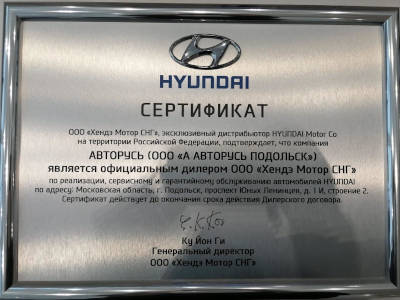 HYUNDAI
СЕРТИФИКАТ
ООО «Хендэ Мотор СНГ», эксклюзивный дистрибьютор HYUNDAI Motor Co
на территории Российской Федерации, подтверждает, что компания
АВТОРУСЬ (ООО «А АВТОРУСЬ ПОДОЛЬСК»)
является официальным дилером ООО «Хендэ Мотор СНГ»
по реализации, сервисному и гарантийному обслуживанию автомобилей HYUNDAI
по адресу: Московская область, г. Подольск, проспект Юных Ленинцев, д. 1 И, строение 2.
Сертификат действует до окончания срока действия Дилерского договора.
Ку Йон Ги
Генеральный директор
ООО «Хендэ Мотор СНГ»